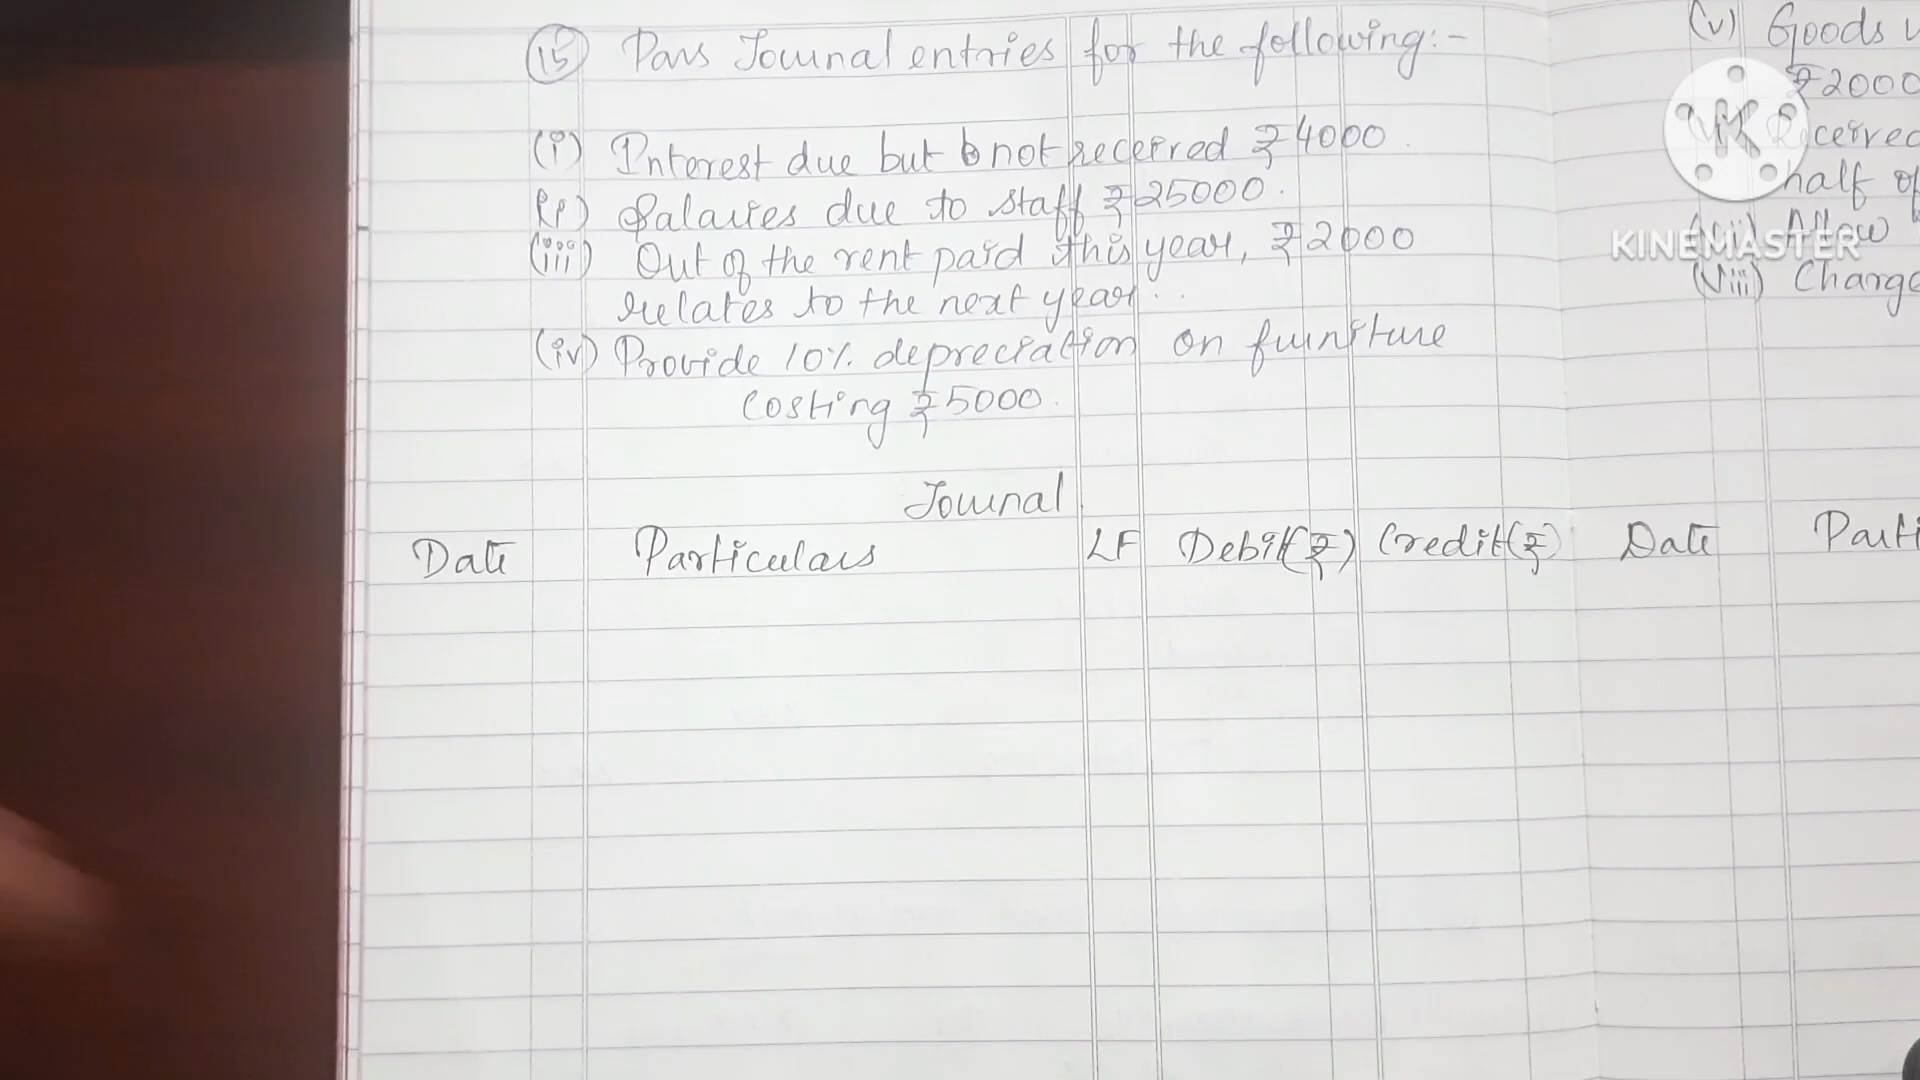 (15) Pass Journal entries for the following:-
(i) Interest due but not received ₹4000.
(ii) Salaries due to staff ₹25000.
(iii) Out of the rent paid this year, ₹2000
relates to the next year.
(iv) Provide 10% depreciation on furniture
costing ₹5000.
Journal
Date Particulars LF Debit(₹) Credit(₹)
(v) Goods
₹2000
half of
(vii) Allow
(viii) Charge
Date
KINEMASTER